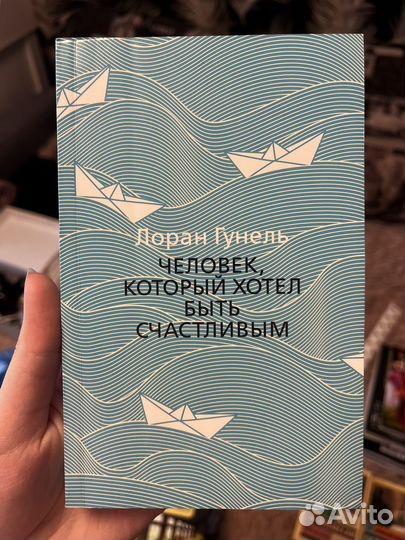 Лоран Гунель
ЧЕЛОВЕК,
КОТОРЫЙ ХОТЕЛ
БЫТЬ
СЧАСТЛИВЫМ
Avito